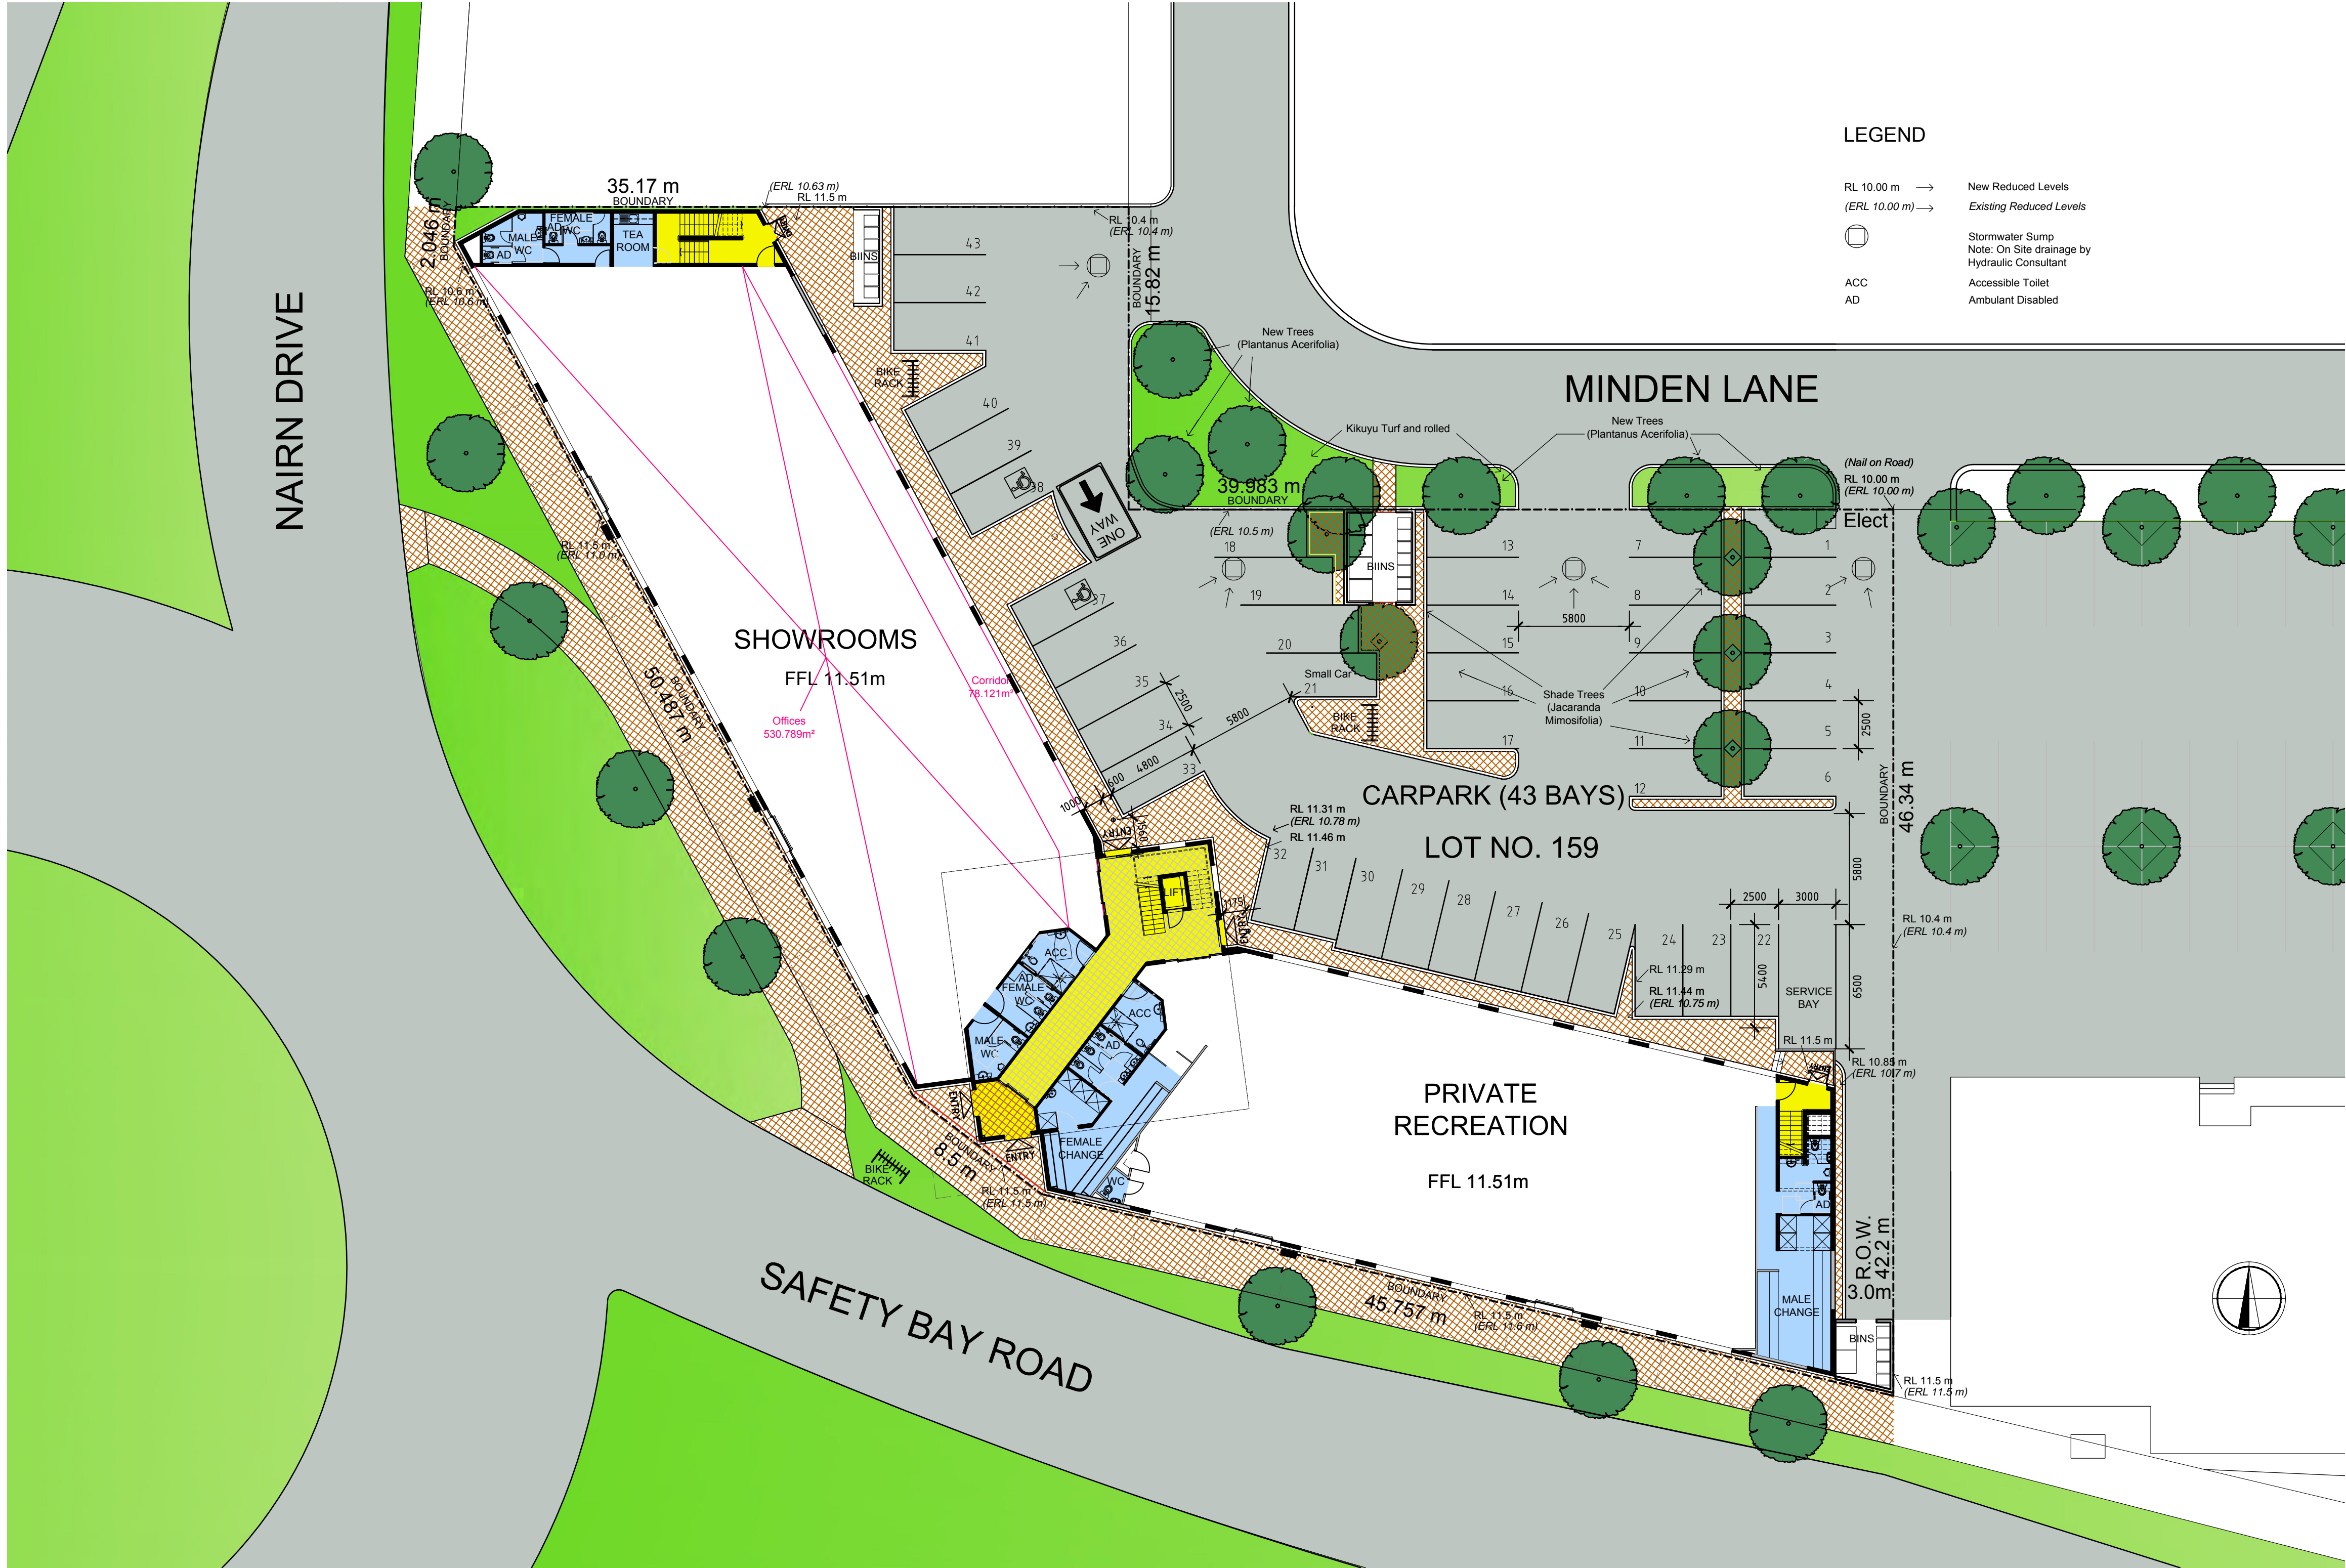 LEGEND
RL 10.00 m
New Reduced Levels
(ERL 10.00 m)
Existing Reduced Levels
Stormwater Sump
Note: On Site drainage by
Hydraulic Consultant
ACC
Accessible Toilet
AD
Ambulant Disabled
NAIRN DRIVE
MINDEN LANE
SAFETY BAY ROAD
35.17 m
BOUNDARY
(ERL 10.63 m)
RL 11.5 m
2.046 m
BOUNDARY
RL 10.6 m
(ERL 10.6 m)
MALE
WC
AD
AD
FEMALE
WC
TEA
ROOM
ENTRY
BIINS
43
42
41
BIKE
RACK
40
39
38
RL 10.4 m
(ERL 10.4 m)
BOUNDARY
15.82 m
New Trees
(Plantanus Acerifolia)
Kikuyu Turf and rolled
New Trees
(Plantanus Acerifolia)
(Nail on Road)
RL 10.00 m
(ERL 10.00 m)
Elect
39.983 m
BOUNDARY
(ERL 10.5 m)
ONE
WAY
18
19
20
Small Car
21
BIINS
BIKE
RACK
13
14
15
16
17
5800
7
8
9
10
11
12
1
2
3
4
5
6
2500
Shade Trees
(Jacaranda
Mimosifolia)
RL 11.5 m
(ERL 11.0 m)
SHOWROOMS
FFL 11.51m
Offices
530.789m²
Corridor
78.121m²
50.487 m
BOUNDARY
37
36
35
34
33
2500
5800
4800
600
1000
1560
ENTRY
CARPARK (43 BAYS)
LOT NO. 159
RL 11.31 m
(ERL 10.78 m)
RL 11.46 m
32
31
30
29
28
27
26
25
24
23
22
2500
3000
5800
5400
6500
SERVICE
BAY
BOUNDARY
46.34 m
RL 10.4 m
(ERL 10.4 m)
RL 11.29 m
RL 11.44 m
(ERL 10.75 m)
RL 11.5 m
RL 10.85 m
(ERL 10.7 m)
ENTRY
LIFT
1175
ENTRY
ACC
AD
FEMALE
WC
MALE
WC
ACC
AD
ENTRY
ENTRY
FEMALE
CHANGE
WC
PRIVATE
RECREATION
FFL 11.51m
BOUNDARY
8.5 m
RL 11.5 m
(ERL 11.5 m)
BIKE
RACK
BOUNDARY
45.757 m
RL 11.5 m
(ERL 11.6 m)
AD
MALE
CHANGE
R.O.W.
42.2 m
3.0m
BINS
RL 11.5 m
(ERL 11.5 m)